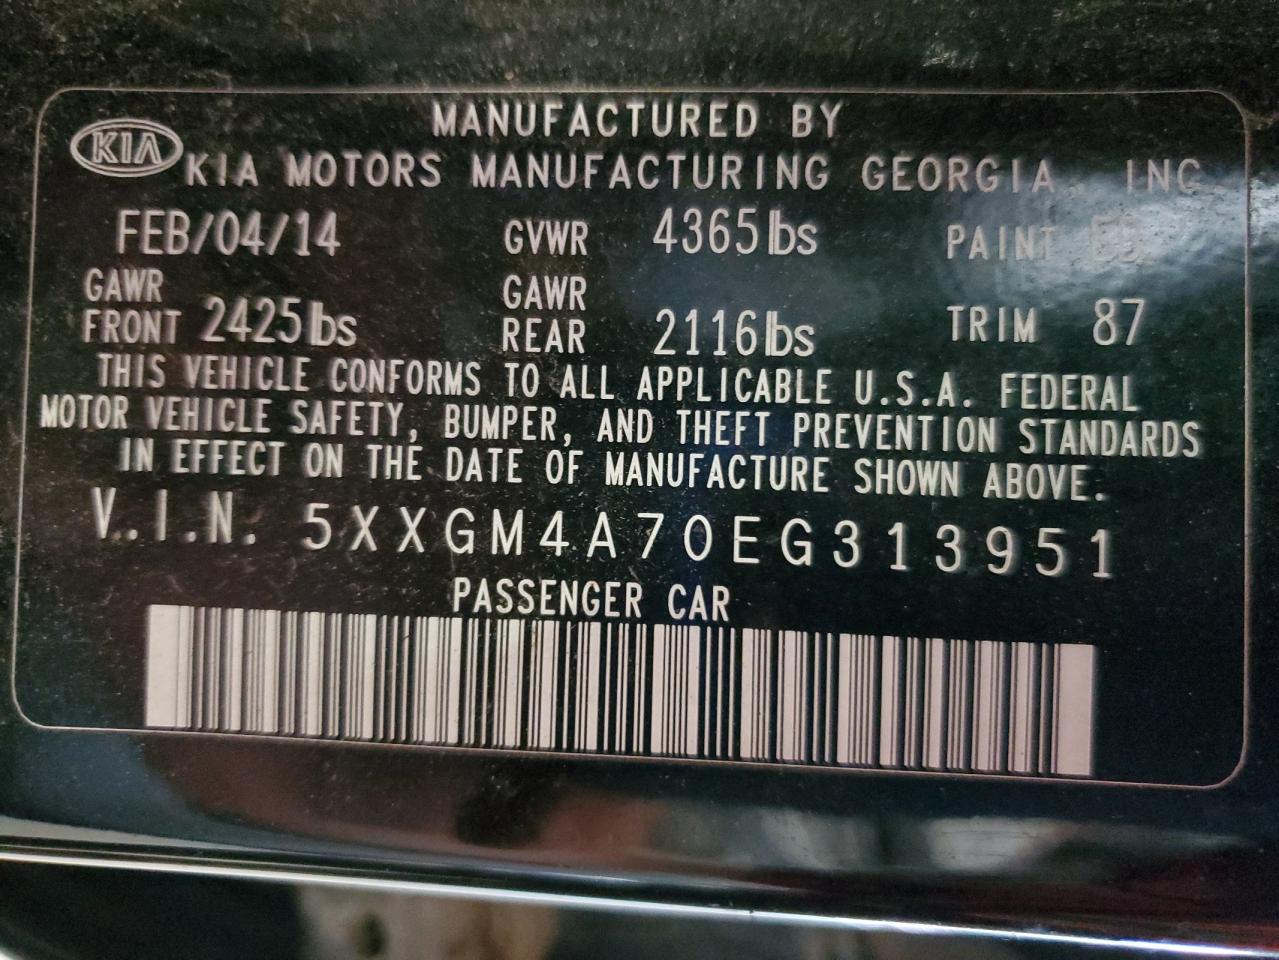 MANUFACTURED BY
KIA KIA MOTORS MANUFACTURING GEORGIA, INC.
FEB/04/14 GVWR 4365lbs PAINT
GAWR FRONT 2425lbs GAWR REAR 2116lbs TRIM 87
THIS VEHICLE CONFORMS TO ALL APPLICABLE U.S.A. FEDERAL
MOTOR VEHICLE SAFETY, BUMPER, AND THEFT PREVENTION STANDARDS
IN EFFECT ON THE DATE OF MANUFACTURE SHOWN ABOVE.
V.I.N. 5XXGM4A70EG313951
PASSENGER CAR